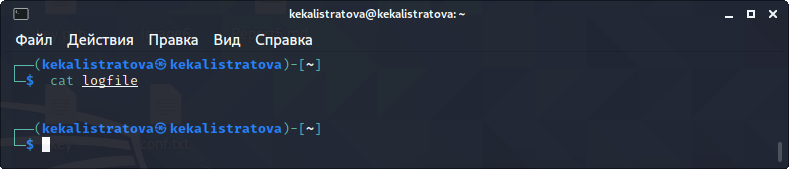 kekalistratova@kekalistratova: ~
Файл Действия Правка Вид Справка
┌──(kekalistratova㉿kekalistratova)-[~]
└─$ cat logfile
┌──(kekalistratova㉿kekalistratova)-[~]
└─$